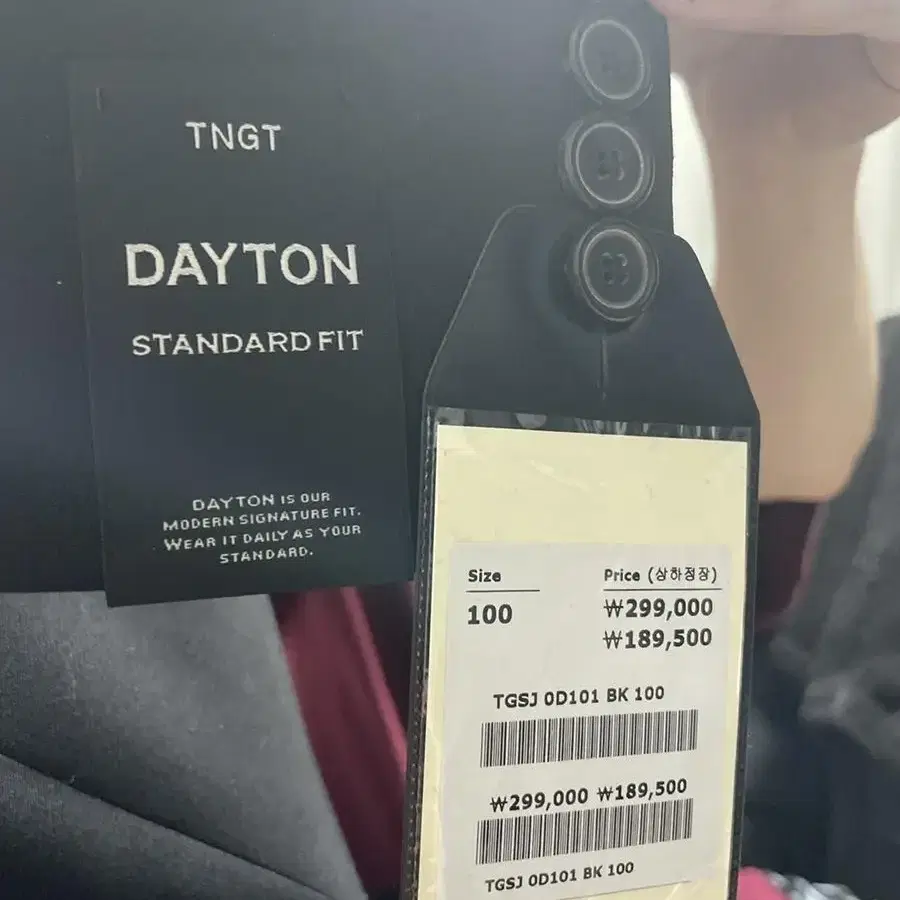 TNGT
DAYTON
STANDARD FIT
DAYTON IS OUR
MODERN SIGNATURE FIT.
WEAR IT DAILY AS YOUR
STANDARD.
Size
100
Price (상하정장)
₩299,000
₩189,500
TGSJ 0D101 BK 100
₩299,000 ₩189,500
TGSJ 0D101 BK 100